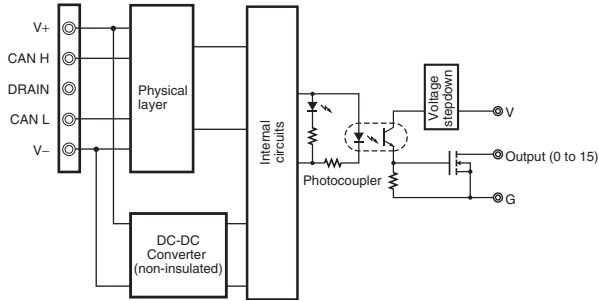 V+
CAN H
DRAIN
CAN L
V−
Physical
layer
DC-DC
Converter
(non-insulated)
Internal
circuits
Photocoupler
Voltage
stepdown
V
Output (0 to 15)
G